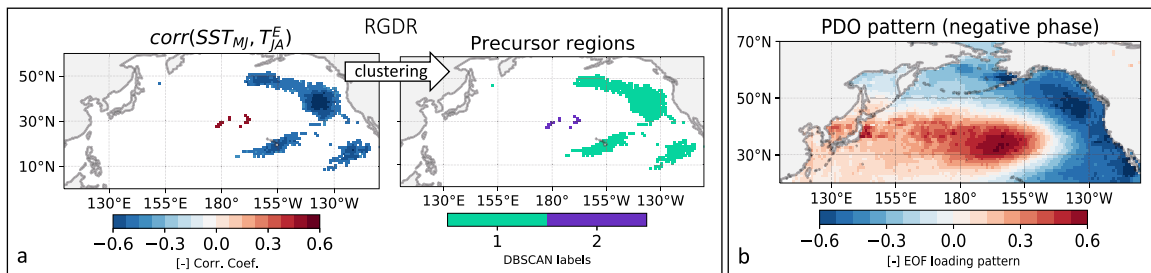 RGDR
corr(SST_MJ, T^E_JA)
clustering
Precursor regions
50°N
30°N
10°N
130°E 155°E 180° 155°W 130°W
−0.6 −0.3 0.0 0.3 0.6
[-] Corr. Coef.
a
50°N
30°N
10°N
130°E 155°E 180° 155°W 130°W
1 2
DBSCAN labels
PDO pattern (negative phase)
70°N
50°N
30°N
130°E 155°E 180° 155°W 130°W
−0.6 −0.3 0.0 0.3 0.6
[-] EOF loading pattern
b